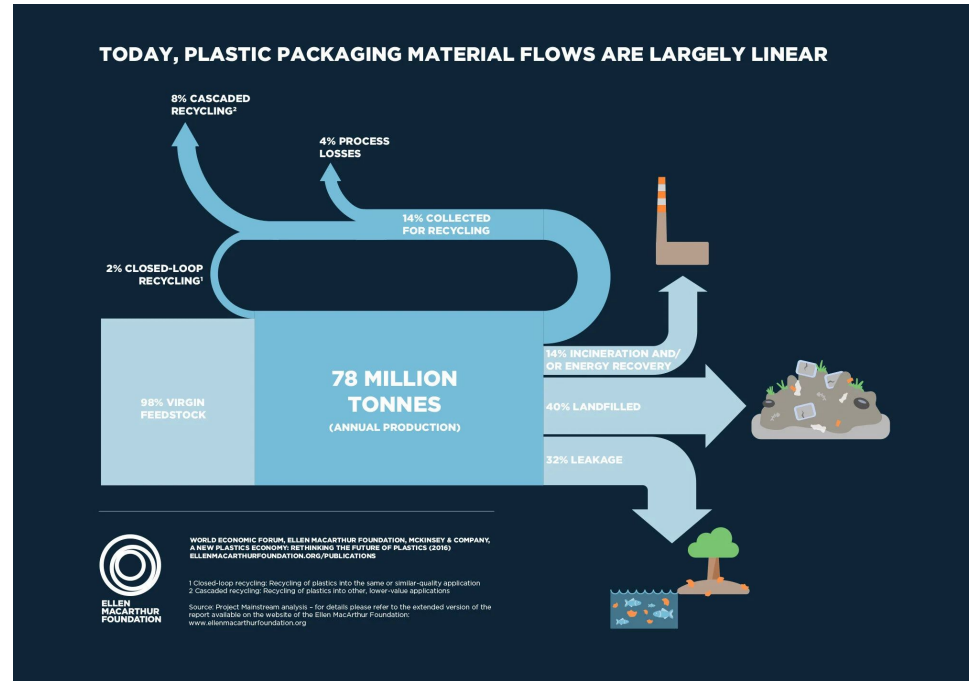 TODAY, PLASTIC PACKAGING MATERIAL FLOWS ARE LARGELY LINEAR
8% CASCADED
RECYCLING²
4% PROCESS
LOSSES
14% COLLECTED
FOR RECYCLING
2% CLOSED-LOOP
RECYCLING¹
98% VIRGIN
FEEDSTOCK
78 MILLION
TONNES
(ANNUAL PRODUCTION)
14% INCINERATION AND/
OR ENERGY RECOVERY
40% LANDFILLED
32% LEAKAGE
ELLEN
MACARTHUR
FOUNDATION
WORLD ECONOMIC FORUM, ELLEN MACARTHUR FOUNDATION, MCKINSEY & COMPANY,
A NEW PLASTICS ECONOMY: RETHINKING THE FUTURE OF PLASTICS (2016)
ELLENMACARTHURFOUNDATION.ORG/PUBLICATIONS
1 Closed-loop recycling: Recycling of plastics into the same or similar-quality application
2 Cascaded recycling: Recycling of plastics into other, lower-value applications
Source: Project Mainstream analysis – for details please refer to the extended version of the
report available on the website of the Ellen MacArthur Foundation:
www.ellenmacarthurfoundation.org